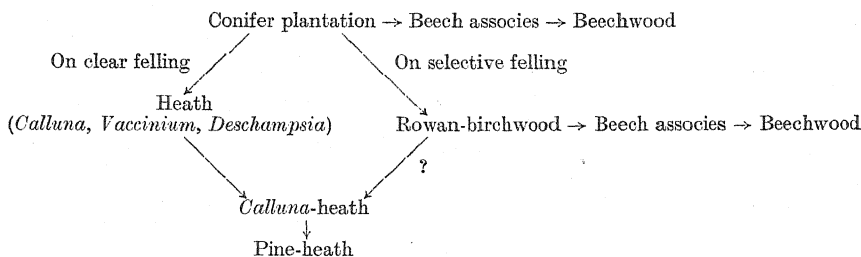 Conifer plantation → Beech associes → Beechwood
On clear felling
On selective felling
Heath
(Calluna, Vaccinium, Deschampsia)
Rowan-birchwood → Beech associes → Beechwood
?
Calluna-heath
↓
Pine-heath